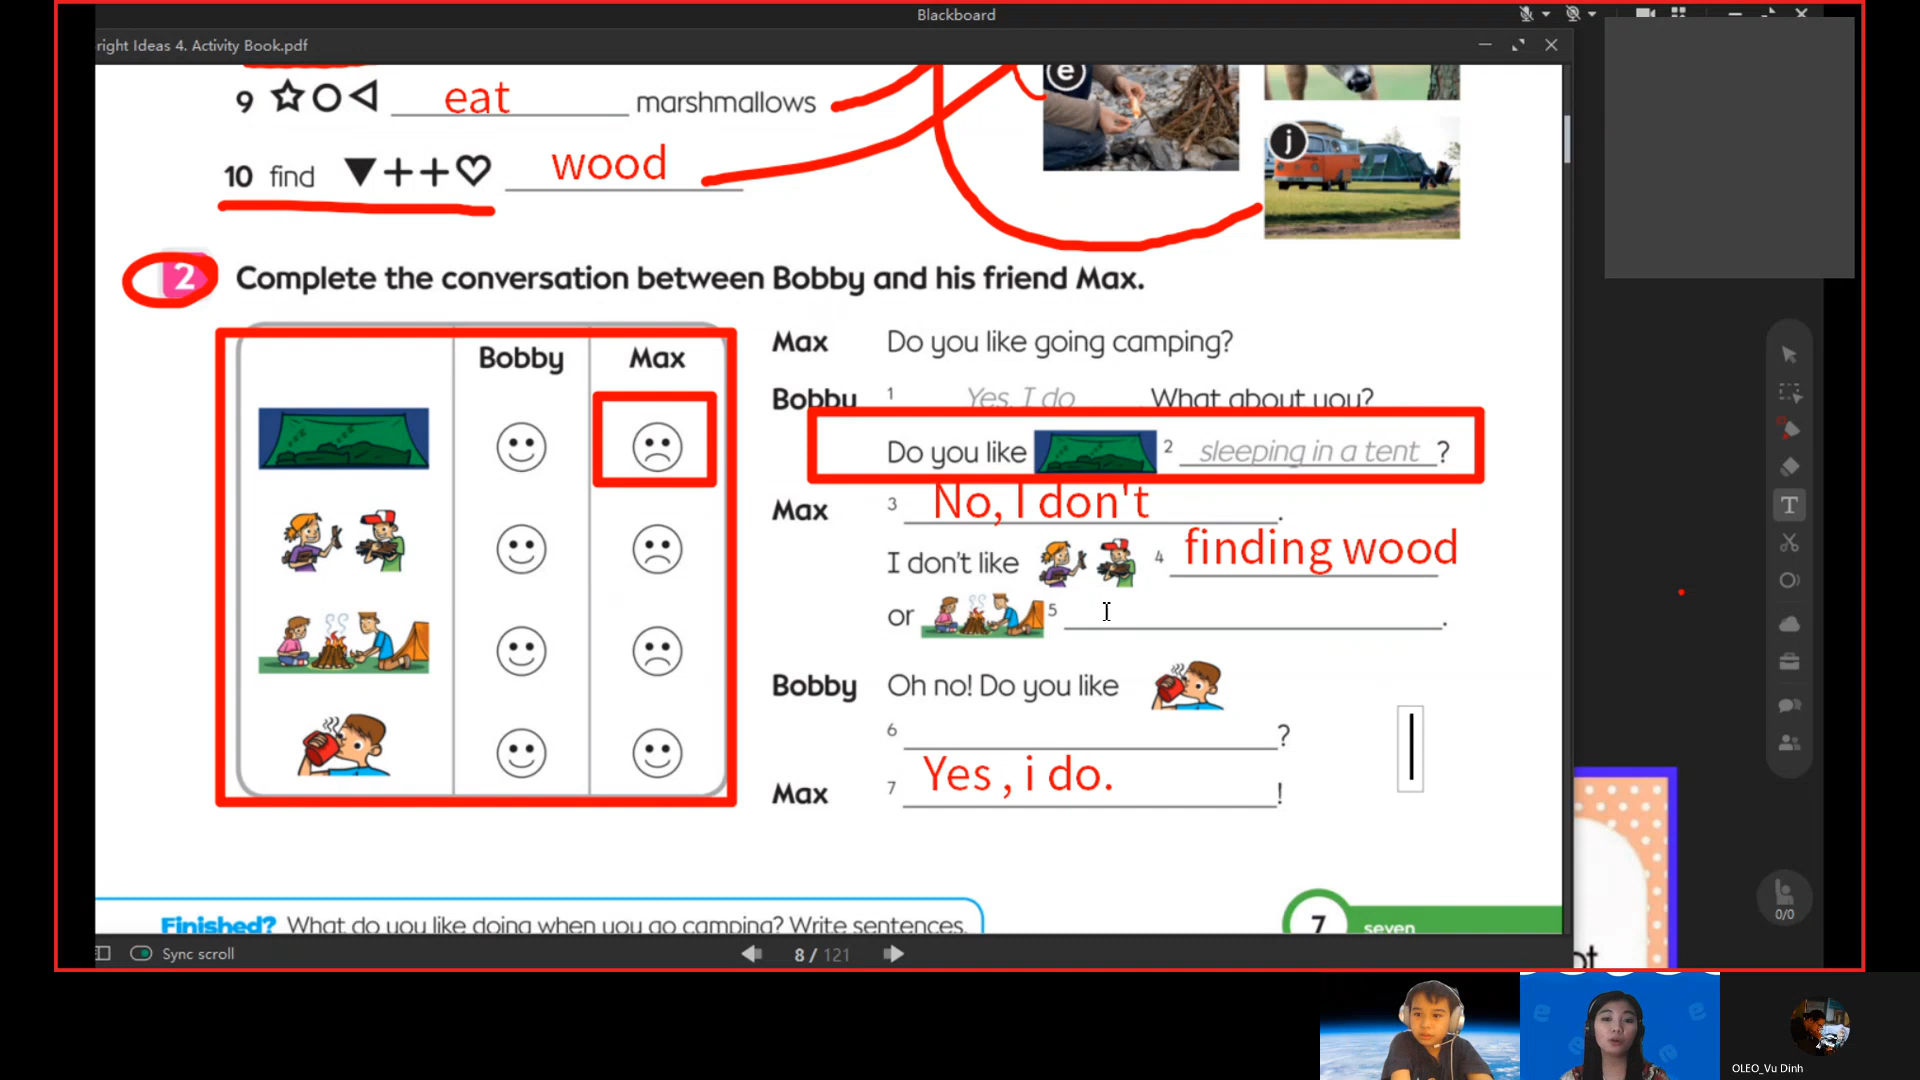 Blackboard
right Ideas 4. Activity Book.pdf
9 eat marshmallows
e
j
10 find wood
2 Complete the conversation between Bobby and his friend Max.
Bobby Max
Max Do you like going camping?
Bobby 1 Yes, I do. What about you?
Do you like 2 sleeping in a tent ?
Max 3 No, I don't .
I don't like 4 finding wood
or 5 .
Bobby Oh no! Do you like
6 ?
Max 7 Yes , i do. !
Finished? What do you like doing when you go camping? Write sentences.
7 seven
Sync scroll
8 / 121
0/0
OLEO_Vu Dinh